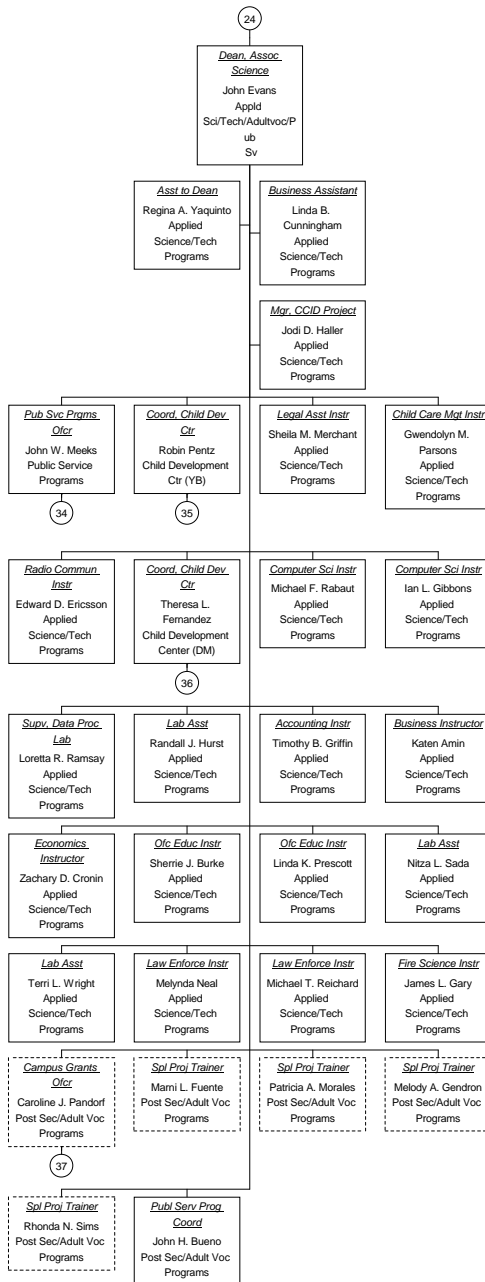 24
Dean, Assoc
Science
John Evans
Appld
Sci/Tech/Adultvoc/P
ub
Sv
Asst to Dean
Regina A. Yaquinto
Applied
Science/Tech
Programs
Business Assistant
Linda B.
Cunningham
Applied
Science/Tech
Programs
Mgr, CCID Project
Jodi D. Haller
Applied
Science/Tech
Programs
Pub Svc Prgms
Ofcr
John W. Meeks
Public Service
Programs
34
Coord, Child Dev
Ctr
Robin Pentz
Child Development
Ctr (YB)
35
Legal Asst Instr
Sheila M. Merchant
Applied
Science/Tech
Programs
Child Care Mgt Instr
Gwendolyn M.
Parsons
Applied
Science/Tech
Programs
Radio Commun
Instr
Edward D. Ericsson
Applied
Science/Tech
Programs
Coord, Child Dev
Ctr
Theresa L.
Fernandez
Child Development
Center (DM)
36
Computer Sci Instr
Michael F. Rabaut
Applied
Science/Tech
Programs
Computer Sci Instr
Ian L. Gibbons
Applied
Science/Tech
Programs
Supv, Data Proc
Lab
Loretta R. Ramsay
Applied
Science/Tech
Programs
Lab Asst
Randall J. Hurst
Applied
Science/Tech
Programs
Accounting Instr
Timothy B. Griffin
Applied
Science/Tech
Programs
Business Instructor
Katen Amin
Applied
Science/Tech
Programs
Economics
Instructor
Zachary D. Cronin
Applied
Science/Tech
Programs
Ofc Educ Instr
Sherrie J. Burke
Applied
Science/Tech
Programs
Ofc Educ Instr
Linda K. Prescott
Applied
Science/Tech
Programs
Lab Asst
Nitza L. Sada
Applied
Science/Tech
Programs
Lab Asst
Terri L. Wright
Applied
Science/Tech
Programs
Law Enforce Instr
Melynda Neal
Applied
Science/Tech
Programs
Law Enforce Instr
Michael T. Reichard
Applied
Science/Tech
Programs
Fire Science Instr
James L. Gary
Applied
Science/Tech
Programs
Campus Grants
Ofcr
Caroline J. Pandorf
Post Sec/Adult Voc
Programs
37
Spl Proj Trainer
Marni L. Fuente
Post Sec/Adult Voc
Programs
Spl Proj Trainer
Patricia A. Morales
Post Sec/Adult Voc
Programs
Spl Proj Trainer
Melody A. Gendron
Post Sec/Adult Voc
Programs
Spl Proj Trainer
Rhonda N. Sims
Post Sec/Adult Voc
Programs
Publ Serv Prog
Coord
John H. Bueno
Post Sec/Adult Voc
Programs